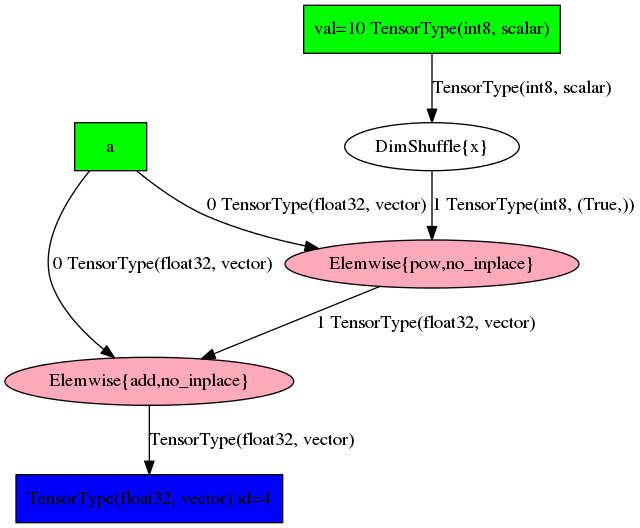 val=10 TensorType(int8, scalar)
TensorType(int8, scalar)
a
DimShuffle{x}
0 TensorType(float32, vector)
1 TensorType(int8, (True,))
0 TensorType(float32, vector)
Elemwise{pow,no_inplace}
1 TensorType(float32, vector)
Elemwise{add,no_inplace}
TensorType(float32, vector)
TensorType(float32, vector) id=4